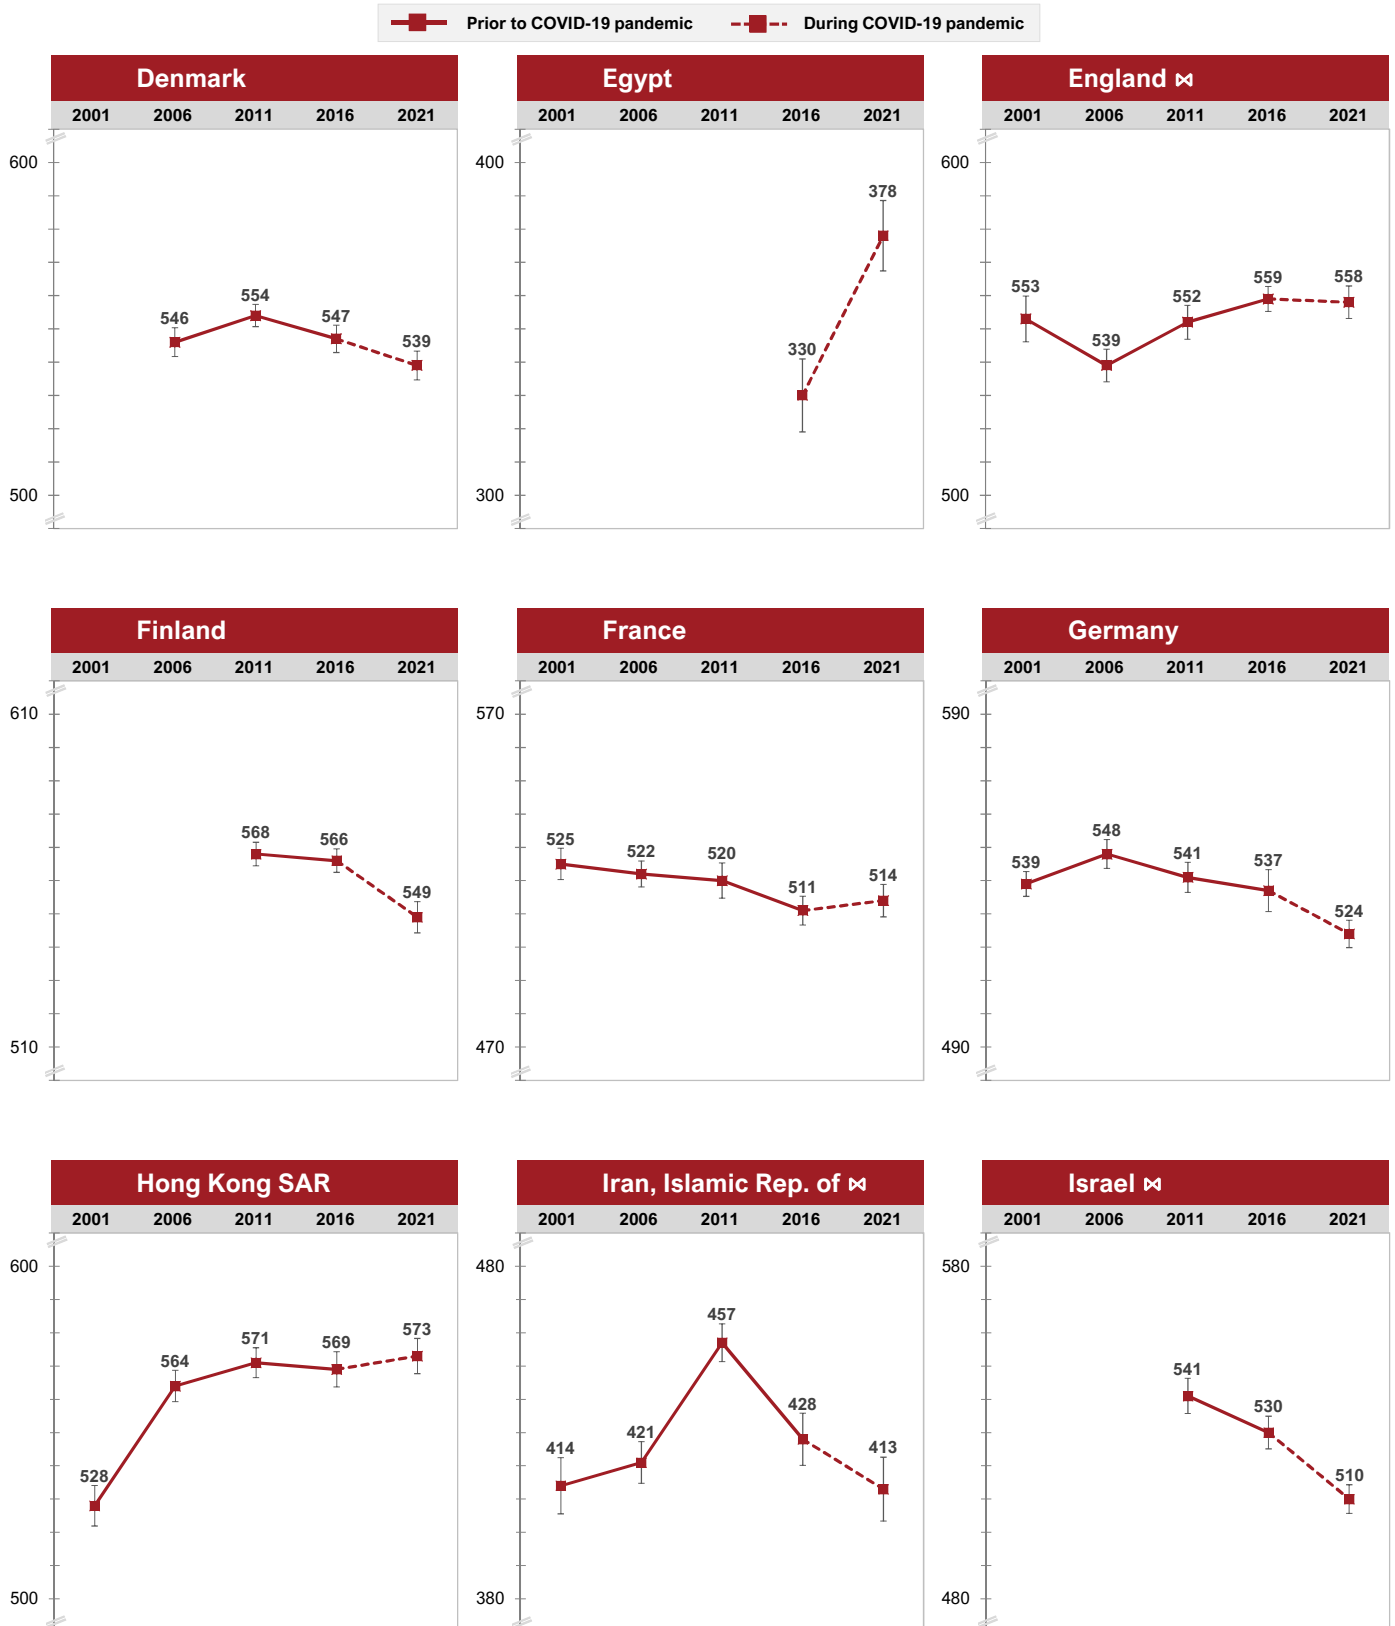 Prior to COVID-19 pandemic During COVID-19 pandemic
Denmark
2001 2006 2011 2016 2021
600
546 554 547 539
500
Egypt
2001 2006 2011 2016 2021
400
330 378
300
England ⋈
2001 2006 2011 2016 2021
600
553 539 552 559 558
500
Finland
2001 2006 2011 2016 2021
610
568 566 549
510
France
2001 2006 2011 2016 2021
570
525 522 520 511 514
470
Germany
2001 2006 2011 2016 2021
590
539 548 541 537 524
490
Hong Kong SAR
2001 2006 2011 2016 2021
600
528 564 571 569 573
500
Iran, Islamic Rep. of ⋈
2001 2006 2011 2016 2021
480
414 421 457 428 413
380
Israel ⋈
2001 2006 2011 2016 2021
580
541 530 510
480